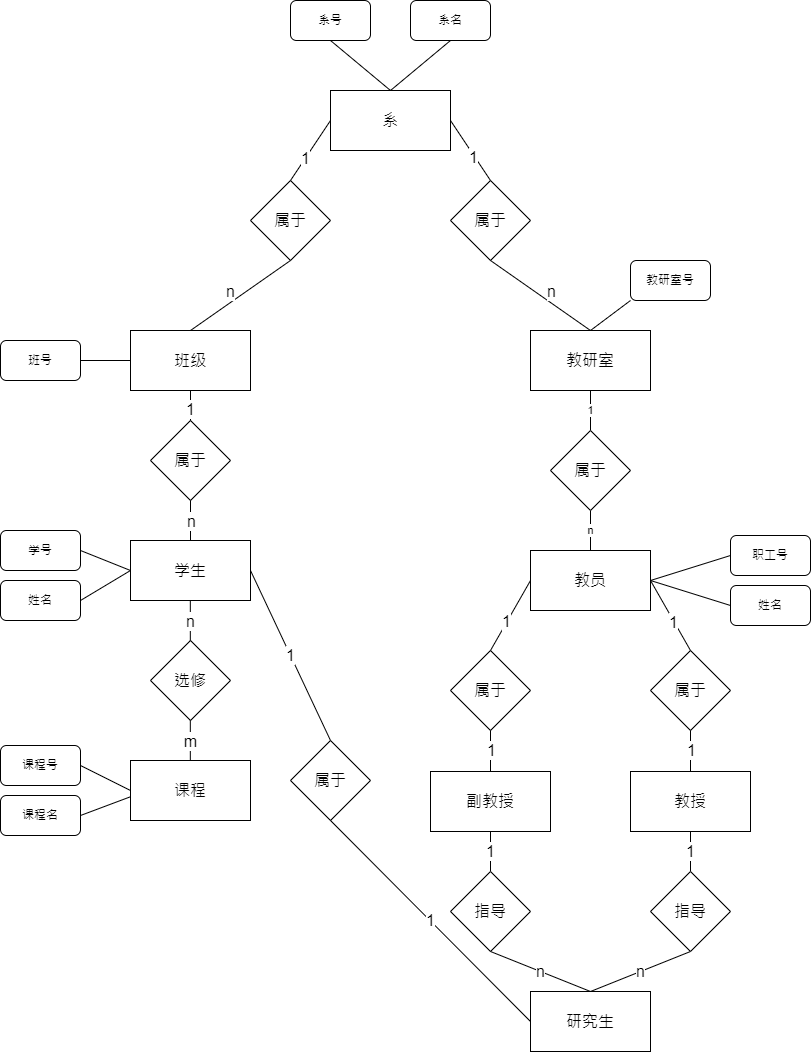 系号
系名
系
1
1
属于
属于
n
n
教研室号
班号
班级
教研室
1
1
属于
属于
n
n
学号
姓名
学生
教员
职工号
姓名
n
1
1
1
选修
属于
属于
m
1
1
课程号
课程名
课程
属于
副教授
教授
1
1
指导
指导
1
n
n
研究生